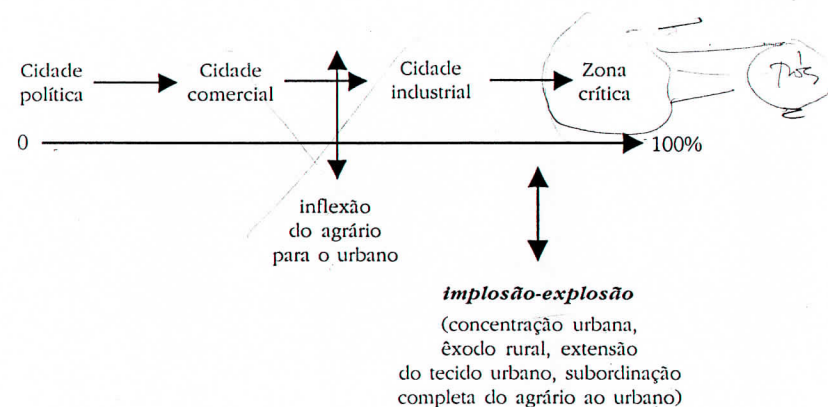 Cidade
política
Cidade
comercial
Cidade
industrial
Zona
crítica
Pós
0
100%
inflexão
do agrário
para o urbano
implosão-explosão
(concentração urbana,
êxodo rural, extensão
do tecido urbano, subordinação
completa do agrário ao urbano)